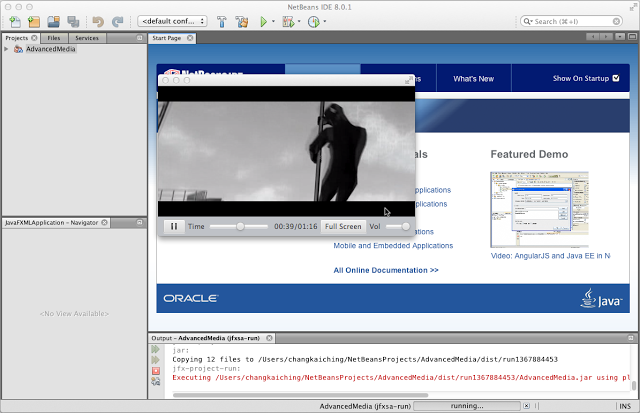 NetBeans IDE 8.0.1
<default conf...
Search (⌘+I)
Projects
Files
Services
Start Page
AdvancedMedia
NetBeans IDE
What's New
Show On Startup
Featured Demo
Time
00:39/01:16
Full Screen
Vol
Mobile and Embedded Applications
All Online Documentation >>
Video: AngularJS and Java EE in N
ORACLE
Java
JavaFXMLApplication - Navigator
<No View Available>
Output - AdvancedMedia (jfxsa-run)
jar:
Copying 12 files to /Users/changkaiching/NetBeansProjects/AdvancedMedia/dist/run1367884453
jfx-project-run:
Executing /Users/changkaiching/NetBeansProjects/AdvancedMedia/dist/run1367884453/AdvancedMedia.jar using pl
AdvancedMedia (jfxsa-run)
running...
INS